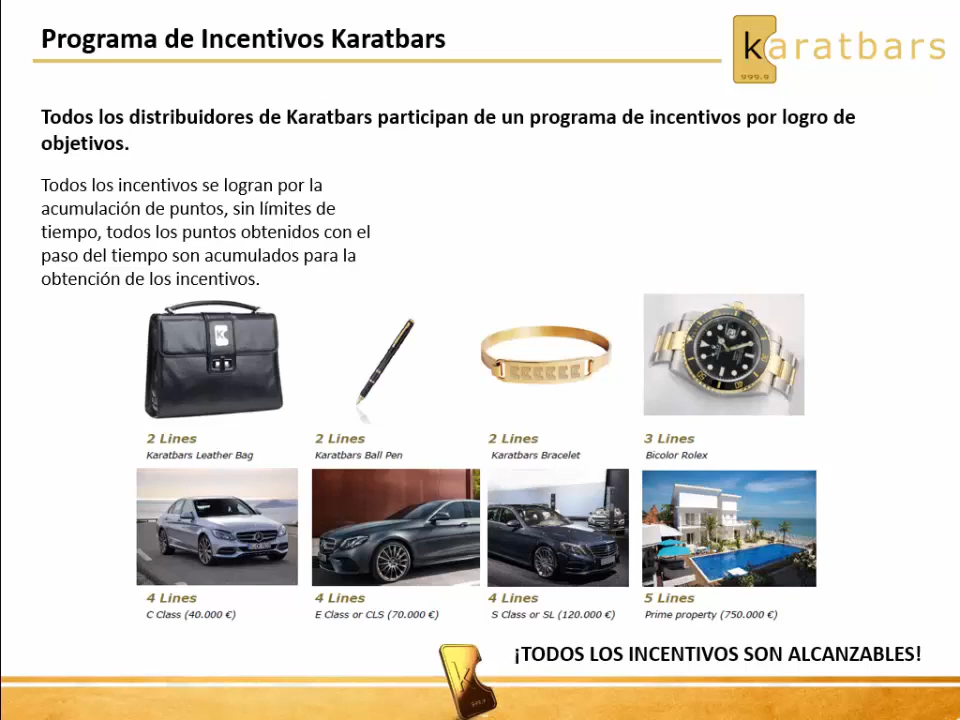 Programa de Incentivos Karatbars
karatbars
999.9
Todos los distribuidores de Karatbars participan de un programa de incentivos por logro de
objetivos.
Todos los incentivos se logran por la
acumulación de puntos, sin límites de
tiempo, todos los puntos obtenidos con el
paso del tiempo son acumulados para la
obtención de los incentivos.
2 Lines
Karatbars Leather Bag
2 Lines
Karatbars Ball Pen
2 Lines
Karatbars Bracelet
3 Lines
Bicolor Rolex
4 Lines
C Class (40.000 €)
4 Lines
E Class or CLS (70.000 €)
4 Lines
S Class or SL (120.000 €)
5 Lines
Prime property (750.000 €)
¡TODOS LOS INCENTIVOS SON ALCANZABLES!